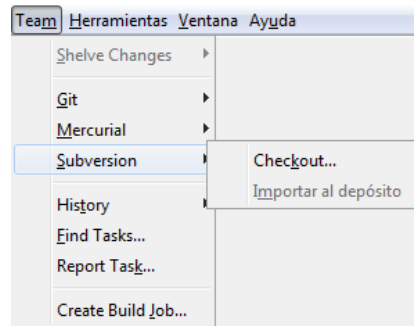 Team Herramientas Ventana Ayuda
Shelve Changes
Git
Mercurial
Subversion
Checkout...
Importar al depósito
History
Find Tasks...
Report Task...
Create Build Job...